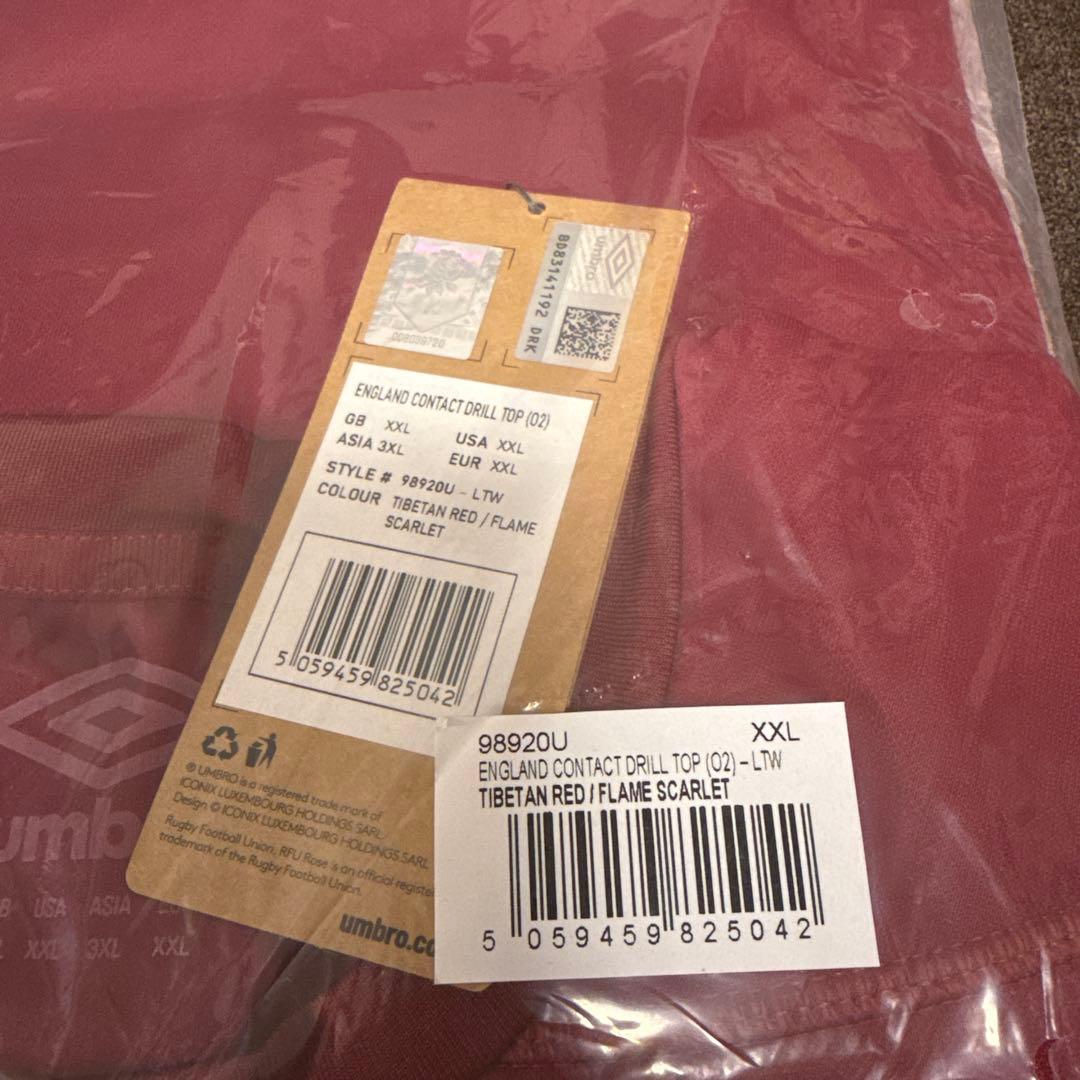 umbro
BD83141192 DRK
ENGLAND CONTACT DRILL TOP (O2)
GB XXL USA XXL
ASIA 3XL EUR XXL
STYLE # 98920U - LTW
COLOUR TIBETAN RED / FLAME
SCARLET
5 059459 825042
® UMBRO is a registered trade mark of
ICONIX LUXEMBOURG HOLDINGS SARL
Design © ICONIX LUXEMBOURG HOLDINGS SARL
Rugby Football Union. RFU Rose is an official registe
trademark of the Rugby Football Union.
umbro.co
98920U XXL
ENGLAND CONTACT DRILL TOP (O2) – LTW
TIBETAN RED / FLAME SCARLET
5 059459 825042
umb
USA ASIA
XXL 3XL XXL